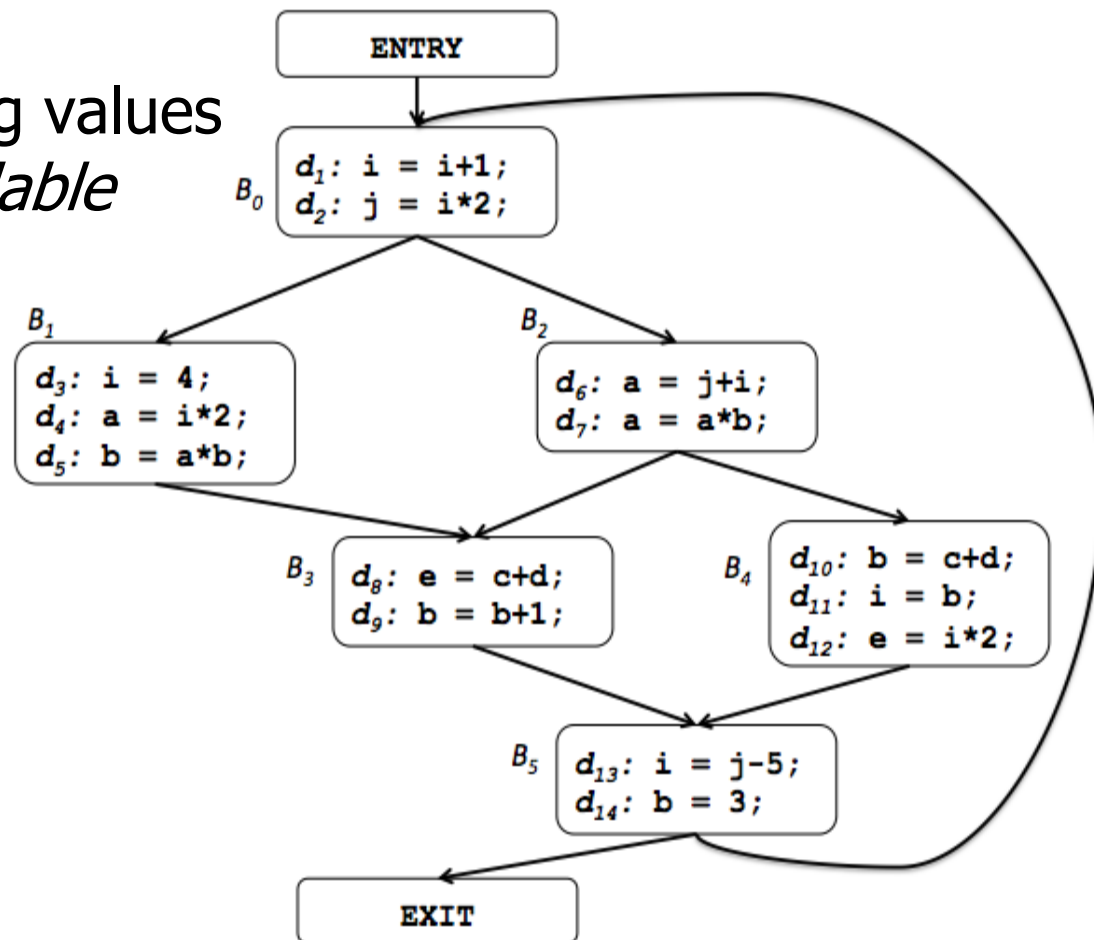 ENTRY
g values
lable
B₀
d₁: i = i+1;
d₂: j = i*2;
B₁
d₃: i = 4;
d₄: a = i*2;
d₅: b = a*b;
B₂
d₆: a = j+i;
d₇: a = a*b;
B₃
d₈: e = c+d;
d₉: b = b+1;
B₄
d₁₀: b = c+d;
d₁₁: i = b;
d₁₂: e = i*2;
B₅
d₁₃: i = j-5;
d₁₄: b = 3;
EXIT